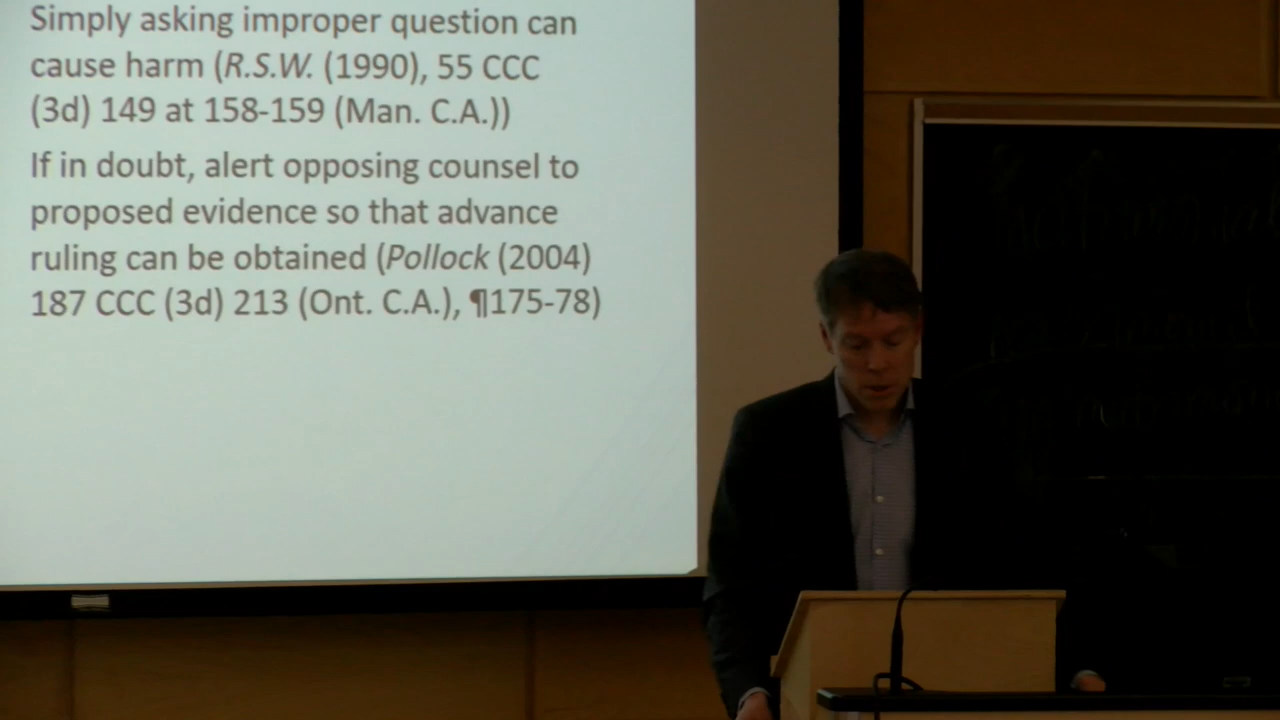 Simply asking improper question can
cause harm (R.S.W. (1990), 55 CCC
(3d) 149 at 158-159 (Man. C.A.))
If in doubt, alert opposing counsel to
proposed evidence so that advance
ruling can be obtained (Pollock (2004)
187 CCC (3d) 213 (Ont. C.A.), ¶175-78)